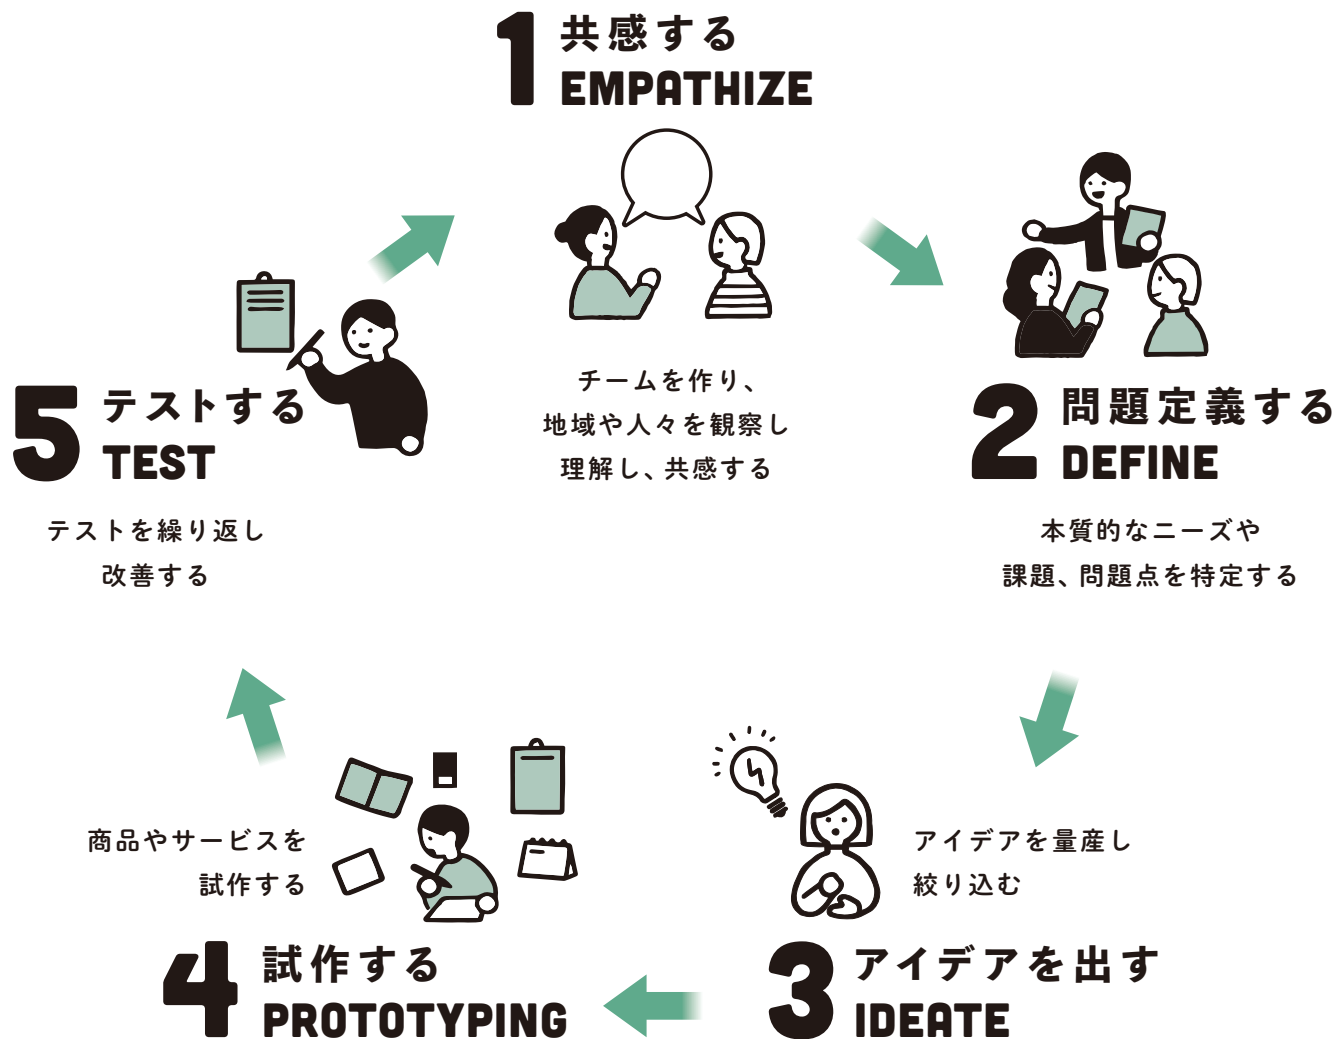 1
共感する
EMPATHIZE
チームを作り、
地域や人々を観察し
理解し、共感する
2
問題定義する
DEFINE
本質的なニーズや
課題、問題点を特定する
アイデアを量産し
絞り込む
3
アイデアを出す
IDEATE
商品やサービスを
試作する
4
試作する
PROTOTYPING
5
テストする
TEST
テストを繰り返し
改善する